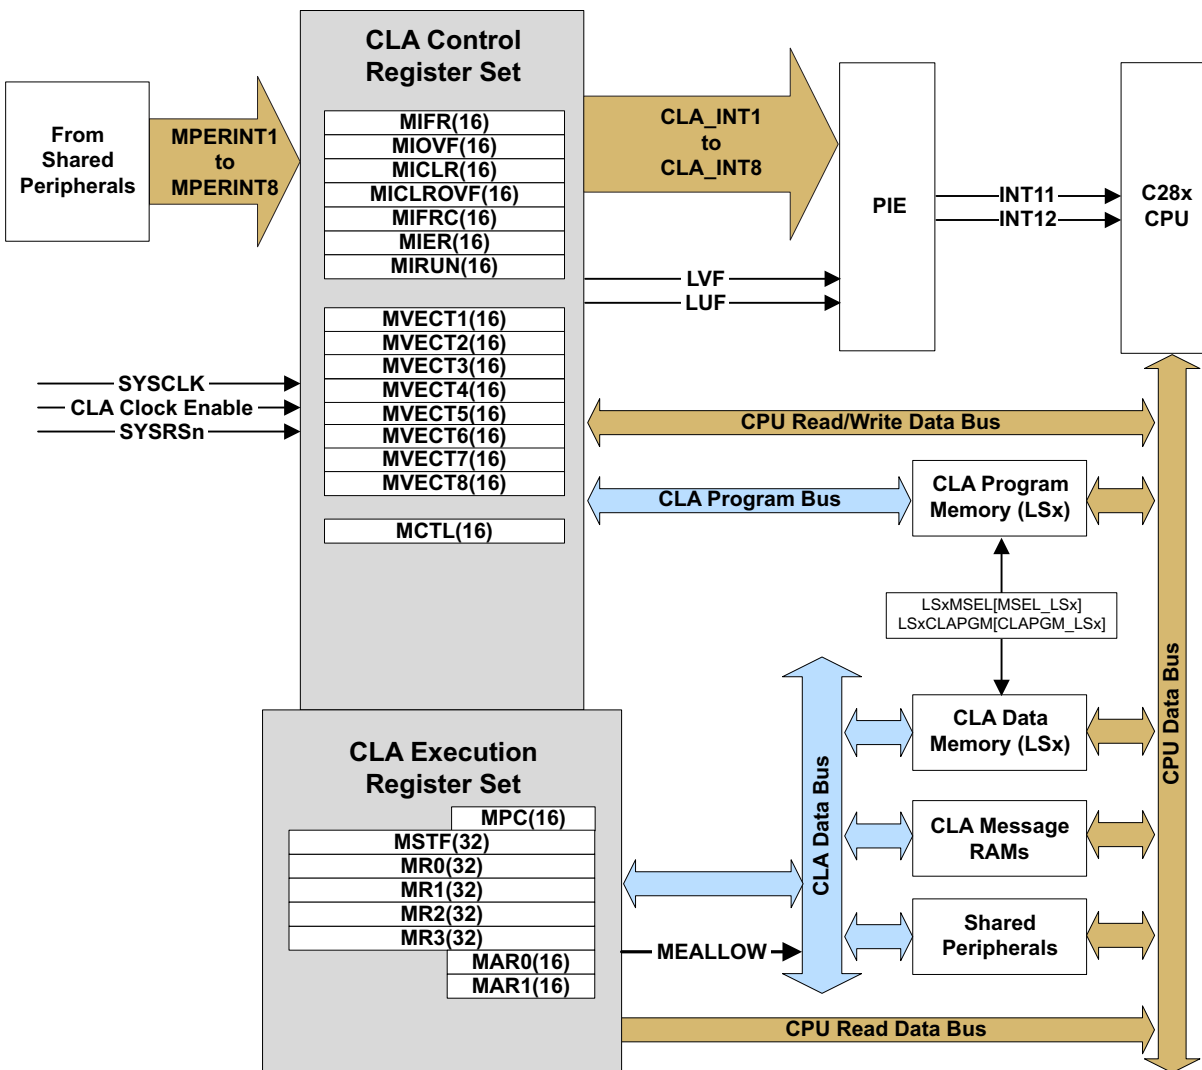 CLA Control
Register Set
From
Shared
Peripherals
MPERINT1
to
MPERINT8
MIFR(16)
MIOVF(16)
MICLR(16)
MICLROVF(16)
MIFRC(16)
MIER(16)
MIRUN(16)
CLA_INT1
to
CLA_INT8
LVF
LUF
PIE
INT11
INT12
C28x
CPU
SYSCLK
CLA Clock Enable
SYSRSn
MVECT1(16)
MVECT2(16)
MVECT3(16)
MVECT4(16)
MVECT5(16)
MVECT6(16)
MVECT7(16)
MVECT8(16)
MCTL(16)
CPU Read/Write Data Bus
CLA Program Bus
CLA Program
Memory (LSx)
LSxMSEL[MSEL_LSx]
LSxCLAPGM[CLAPGM_LSx]
CLA Data
Memory (LSx)
CLA Message
RAMs
Shared
Peripherals
CLA Data Bus
CPU Data Bus
CLA Execution
Register Set
MPC(16)
MSTF(32)
MR0(32)
MR1(32)
MR2(32)
MR3(32)
MAR0(16)
MAR1(16)
MEALLOW
CPU Read Data Bus